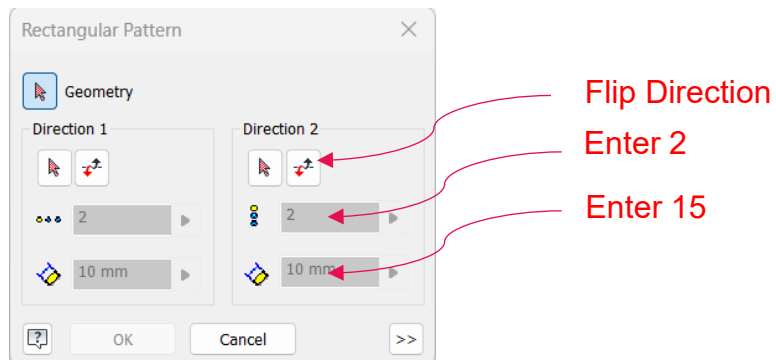 Rectangular Pattern
Geometry
Direction 1
Direction 2
2
2
10 mm
10 mm
?
OK
Cancel
>>
Flip Direction
Enter 2
Enter 15